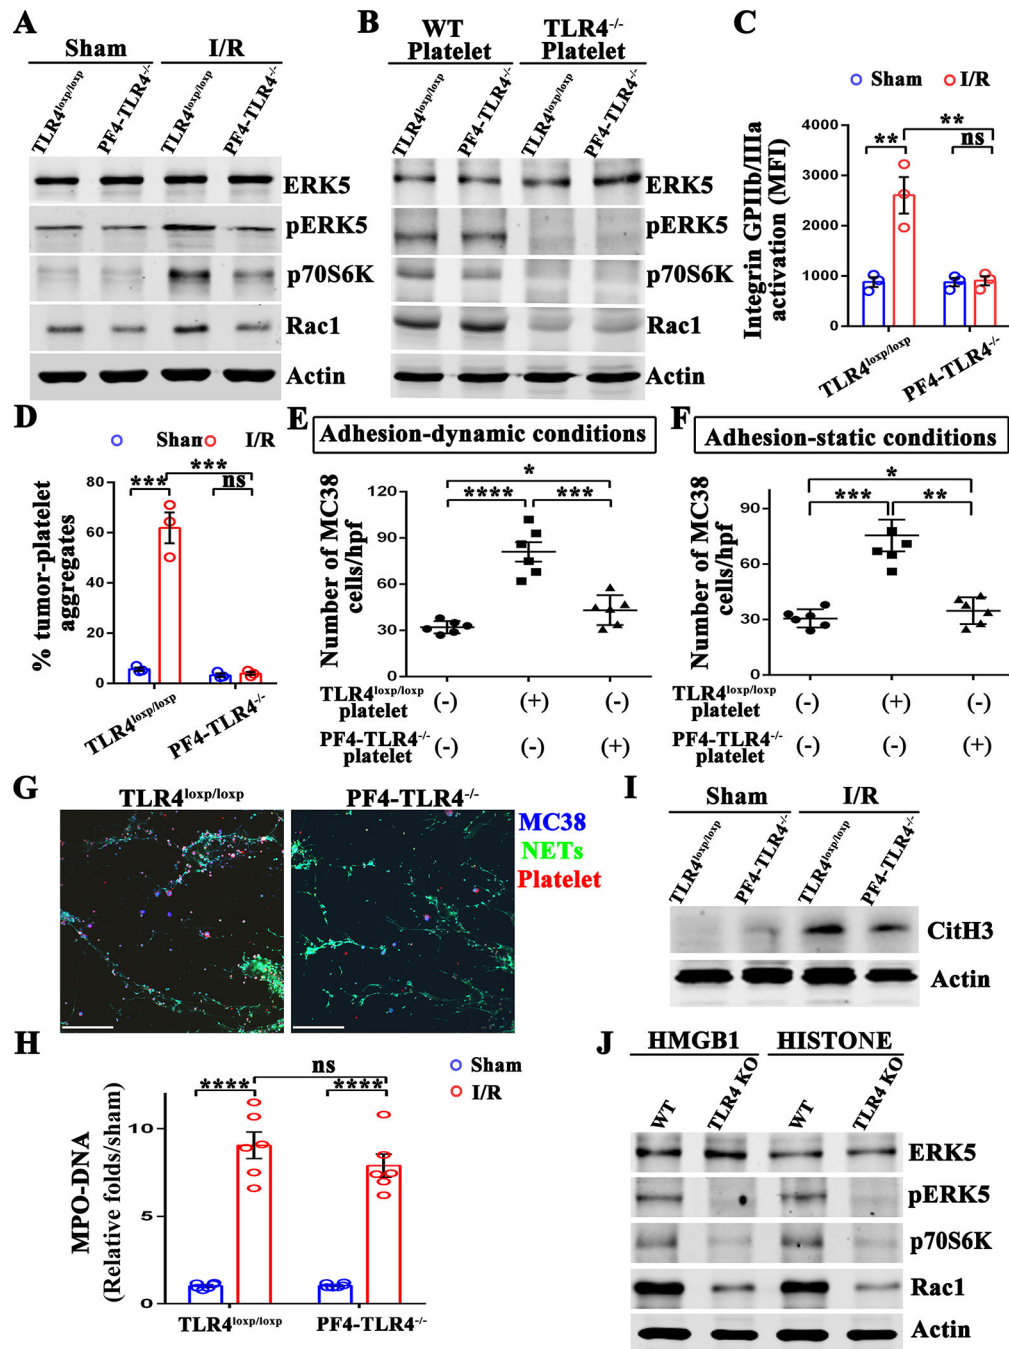 A
Sham I/R
TLR4loxp/loxp PF4-TLR4-/- TLR4loxp/loxp PF4-TLR4-/-
ERK5
pERK5
p70S6K
Rac1
Actin
B
WT Platelet TLR4-/- Platelet
TLR4loxp/loxp PF4-TLR4-/- TLR4loxp/loxp PF4-TLR4-/-
ERK5
pERK5
p70S6K
Rac1
Actin
C
Sham I/R
Integrin GPIIb/IIIa
activation (MFI)
4000
3000
2000
1000
0
** ** ns
TLR4loxp/loxp PF4-TLR4-/-
D
Sham I/R
% tumor-platelet
aggregates
80
60
40
20
0
*** *** ns
TLR4loxp/loxp PF4-TLR4-/-
E
Adhesion-dynamic conditions
Number of MC38
cells/hpf
120
90
60
30
0
*
**** ***
TLR4loxp/loxp platelet (-) (+) (-)
PF4-TLR4-/- platelet (-) (-) (+)
F
Adhesion-static conditions
Number of MC38
cells/hpf
90
60
30
0
*
*** **
TLR4loxp/loxp platelet (-) (+) (-)
PF4-TLR4-/- platelet (-) (-) (+)
G
TLR4loxp/loxp PF4-TLR4-/-
MC38
NETs
Platelet
H
Sham
I/R
MPO-DNA
(Relative folds/sham)
10
5
0
ns
**** ****
TLR4loxp/loxp PF4-TLR4-/-
I
Sham I/R
TLR4loxp/loxp PF4-TLR4-/- TLR4loxp/loxp PF4-TLR4-/-
CitH3
Actin
J
HMGB1 HISTONE
WT TLR4 KO WT TLR4 KO
ERK5
pERK5
p70S6K
Rac1
Actin